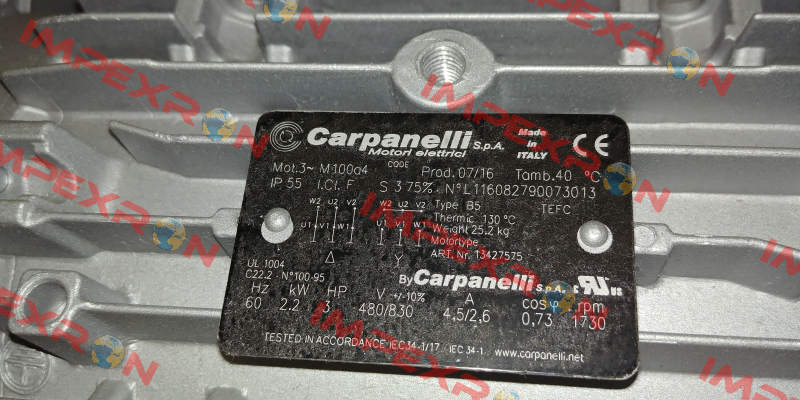 Carpanelli S.p.A.
Motori elettrici
Made
in
ITALY
CE
CODE
Mot.3~ M100a4 Prod. 07/16 Tamb. 40 °C
IP 55 I.Cl. F S 3 75% - N°L116082790073013
W2 U2 V2 W2 U2 V2 Type B5 TEFC
U1 V1 W1 U1 V1 W1 Thermic 130 °C
Weight 25.2 kg
Motortype
ART. Nr. 13427575
Δ Y
UL 1004
C22.2 - N°100-95
By Carpanelli S.p.A. c RU US
Hz kW HP V +/-10% A cos φ rpm
60 2.2 3 480/830 4,5/2,6 0,73 1730
TESTED IN ACCORDANCE IEC34-1/17 - IEC 34-1 www.carpanelli.net
IMPEXRON
IMPEXRON
IMPEXRON
IMPEXRON
IMPEXRON
IMPEXRON